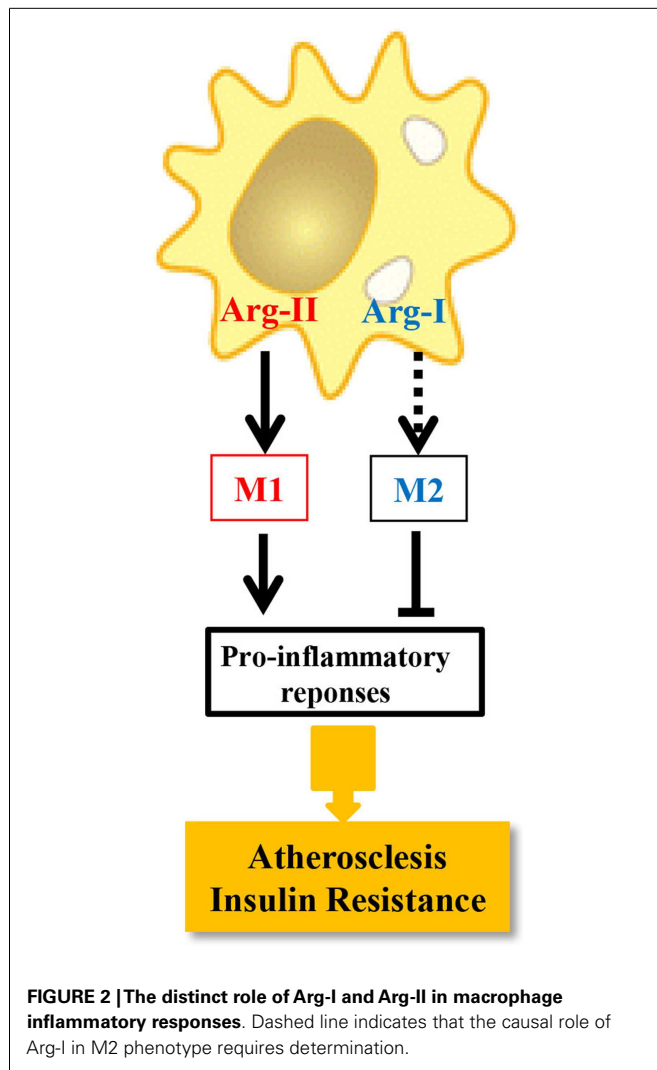 Arg-II Arg-I
M1 M2
Pro-inflammatory
reponses
Atherosclesis
Insulin Resistance
FIGURE 2 | The distinct role of Arg-I and Arg-II in macrophage
inflammatory responses. Dashed line indicates that the causal role of
Arg-I in M2 phenotype requires determination.